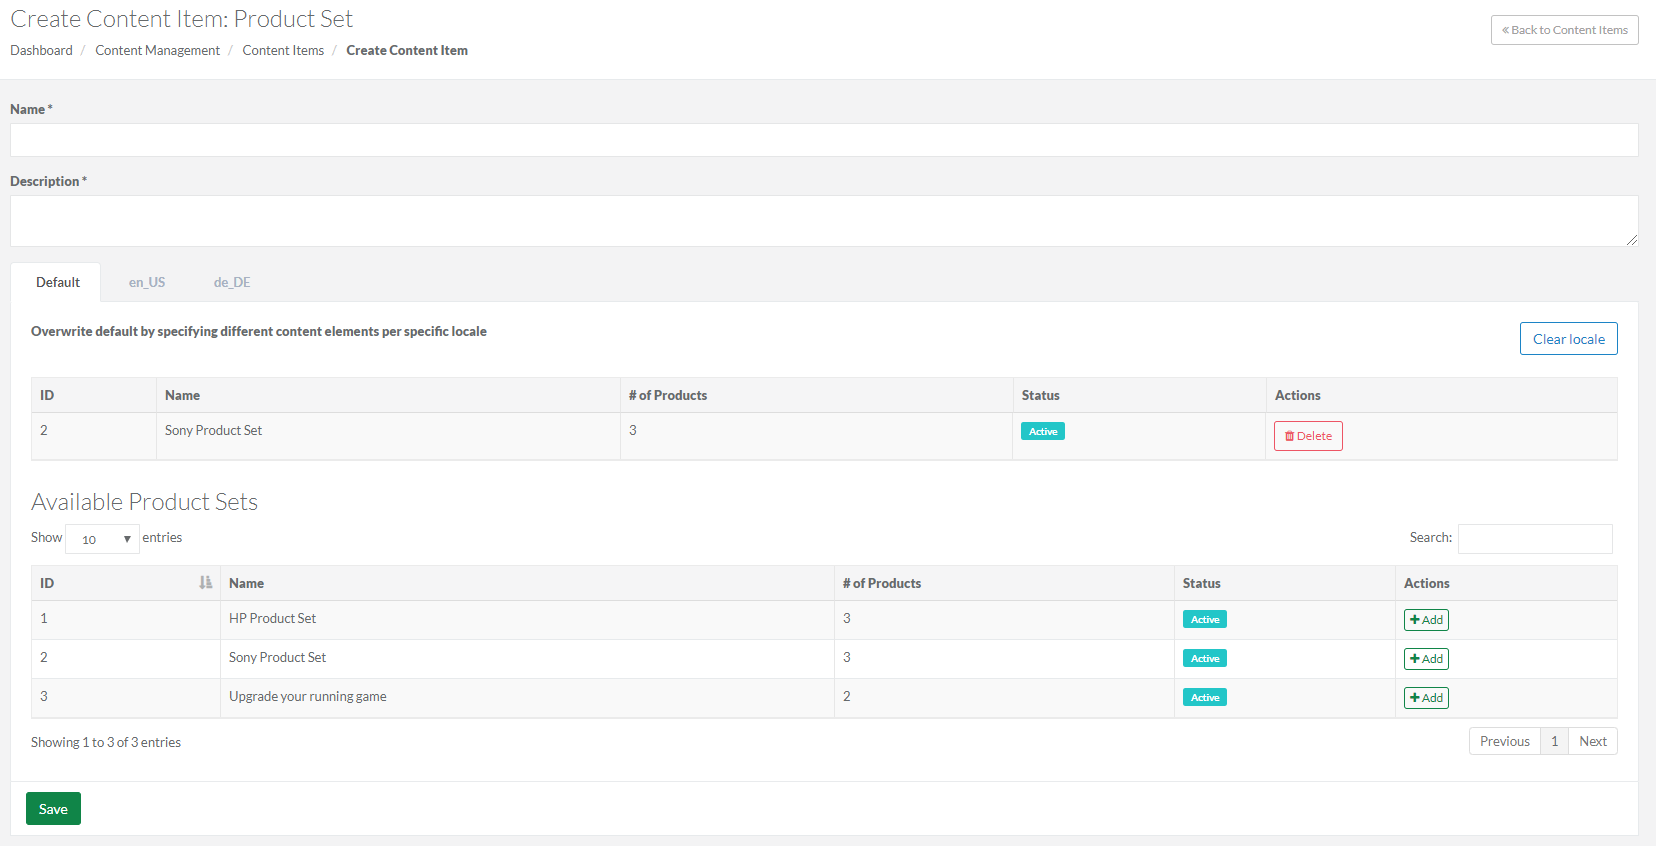 Create Content Item: Product Set
« Back to Content Items
Dashboard / Content Management / Content Items / Create Content Item
Name *
Description *
Default en_US de_DE
Overwrite default by specifying different content elements per specific locale
Clear locale
ID Name # of Products Status Actions
2 Sony Product Set 3 Active Delete
Available Product Sets
Show 10 entries Search:
ID Name # of Products Status Actions
1 HP Product Set 3 Active + Add
2 Sony Product Set 3 Active + Add
3 Upgrade your running game 2 Active + Add
Showing 1 to 3 of 3 entries Previous 1 Next
Save